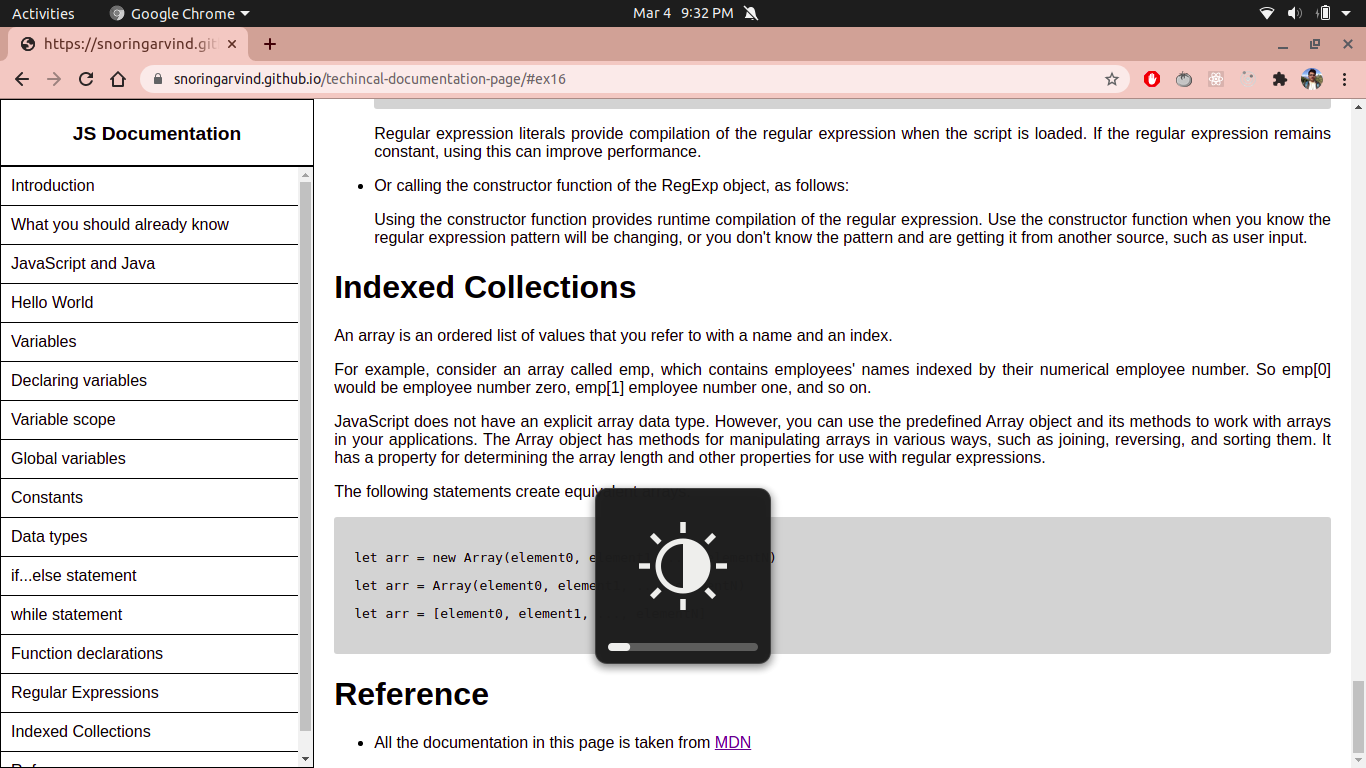 Activities
Google Chrome
Mar 4 9:32 PM
https://snoringarvind.git
snoringarvind.github.io/techincal-documentation-page/#ex16
JS Documentation
Introduction
What you should already know
JavaScript and Java
Hello World
Variables
Declaring variables
Variable scope
Global variables
Constants
Data types
if...else statement
while statement
Function declarations
Regular Expressions
Indexed Collections
Regular expression literals provide compilation of the regular expression when the script is loaded. If the regular expression remains
constant, using this can improve performance.
Or calling the constructor function of the RegExp object, as follows:
Using the constructor function provides runtime compilation of the regular expression. Use the constructor function when you know the
regular expression pattern will be changing, or you don't know the pattern and are getting it from another source, such as user input.
Indexed Collections
An array is an ordered list of values that you refer to with a name and an index.
For example, consider an array called emp, which contains employees' names indexed by their numerical employee number. So emp[0]
would be employee number zero, emp[1] employee number one, and so on.
JavaScript does not have an explicit array data type. However, you can use the predefined Array object and its methods to work with arrays
in your applications. The Array object has methods for manipulating arrays in various ways, such as joining, reversing, and sorting them. It
has a property for determining the array length and other properties for use with regular expressions.
The following statements create
let arr = new Array(element0,
let arr = Array(element0,
let arr = [element0, element1,
Reference
All the documentation in this page is taken from MDN